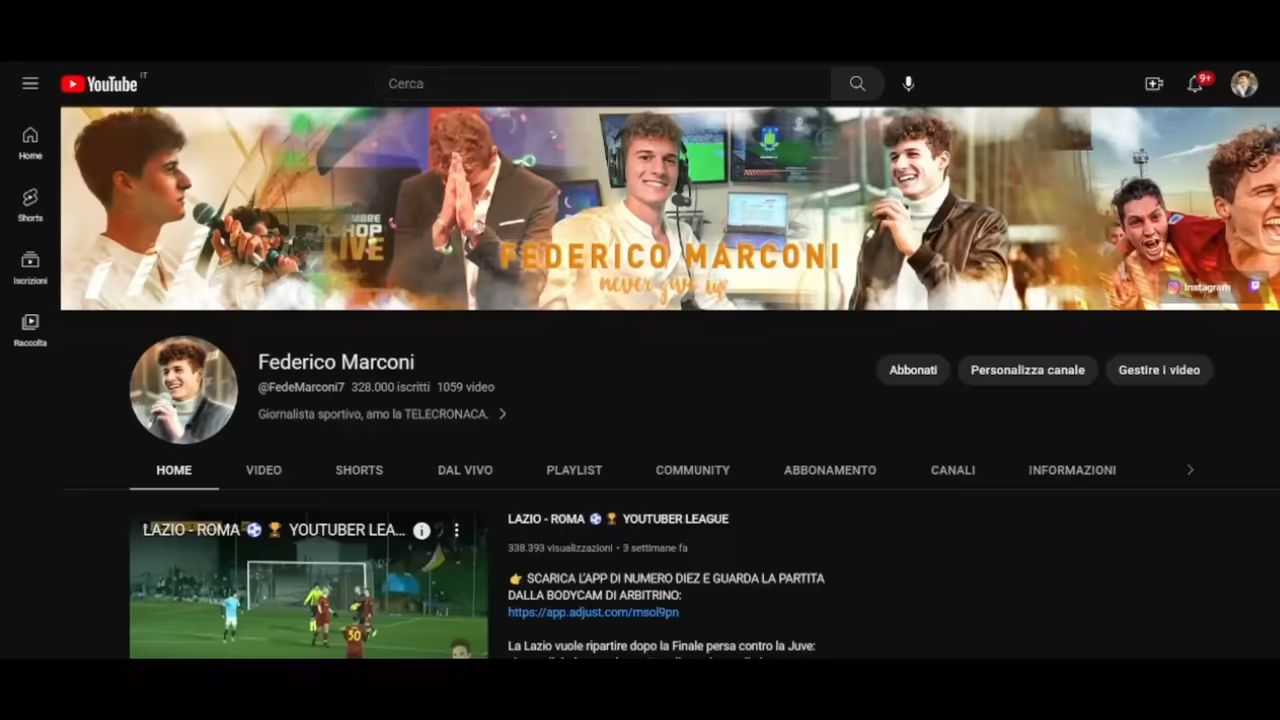 YouTube IT
Cerca
9+
Home
Shorts
Iscrizioni
Raccolta
LIVE
FEDERICO MARCONI
never give up
Instagram
Federico Marconi
@FedeMarconi7 328.000 iscritti 1059 video
Giornalista sportivo, amo la TELECRONACA.
Abbonati
Personalizza canale
Gestire i video
HOME VIDEO SHORTS DAL VIVO PLAYLIST COMMUNITY ABBONAMENTO CANALI INFORMAZIONI
LAZIO - ROMA ⚽ 🏆 YOUTUBER LEA...
30
LAZIO - ROMA ⚽ 🏆 YOUTUBER LEAGUE
338.393 visualizzazioni • 3 settimane fa
👉 SCARICA L'APP DI NUMERO DIEZ E GUARDA LA PARTITA
DALLA BODYCAM DI ARBITRINO:
https://app.adjust.com/msol9pn
La Lazio vuole ripartire dopo la Finale persa contro la Juve: